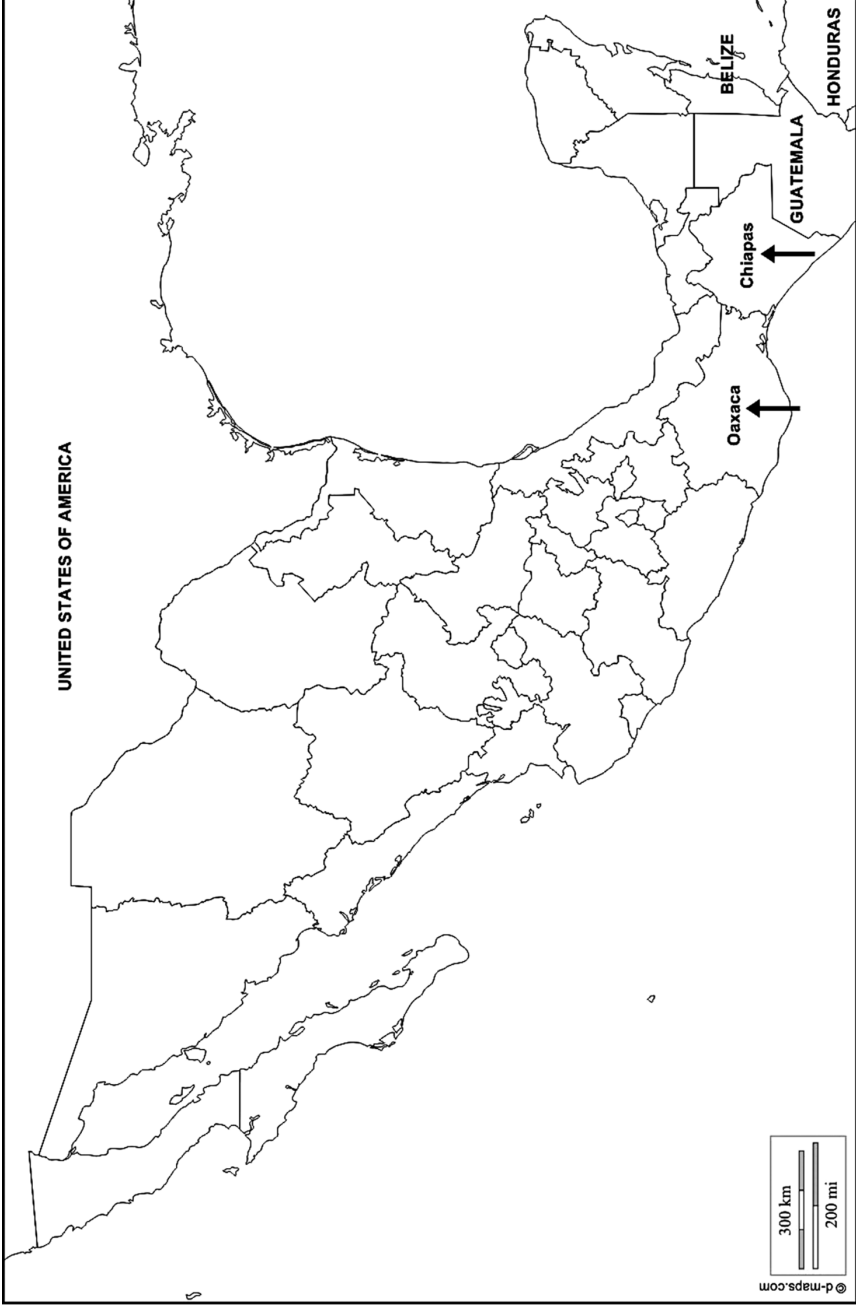 UNITED STATES OF AMERICA
BELIZE
HONDURAS
GUATEMALA
Chiapas
Oaxaca
300 km
200 mi
© d-maps.com